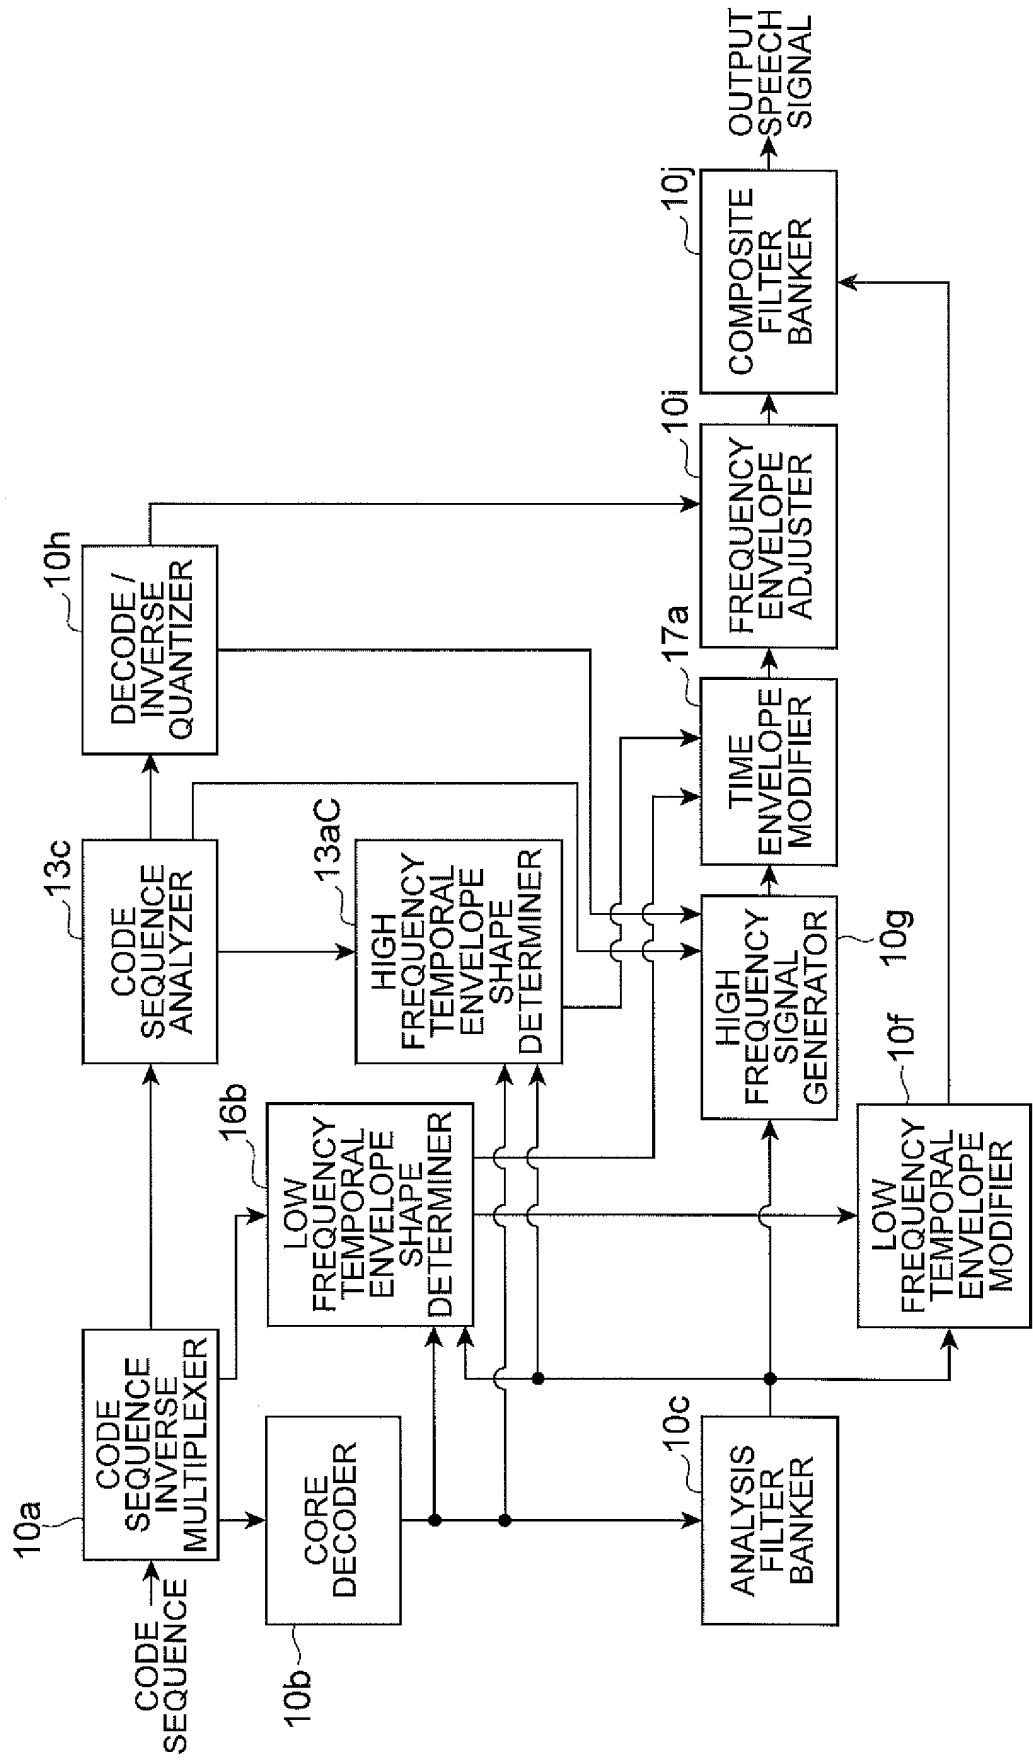 CODE
SEQUENCE
10a
CODE
SEQUENCE
INVERSE
MULTIPLEXER
13c
CODE
SEQUENCE
ANALYZER
10h
DECODE /
INVERSE
QUANTIZER
10b
CORE
DECODER
16b
LOW
FREQUENCY
TEMPORAL
ENVELOPE
SHAPE
DETERMINER
13aC
HIGH
FREQUENCY
TEMPORAL
ENVELOPE
SHAPE
DETERMINER
10c
ANALYSIS
FILTER
BANKER
HIGH
FREQUENCY
SIGNAL
GENERATOR
10g
17a
TIME
ENVELOPE
MODIFIER
10i
FREQUENCY
ENVELOPE
ADJUSTER
10j
COMPOSITE
FILTER
BANKER
OUTPUT
SPEECH
SIGNAL
10f
LOW
FREQUENCY
TEMPORAL
ENVELOPE
MODIFIER